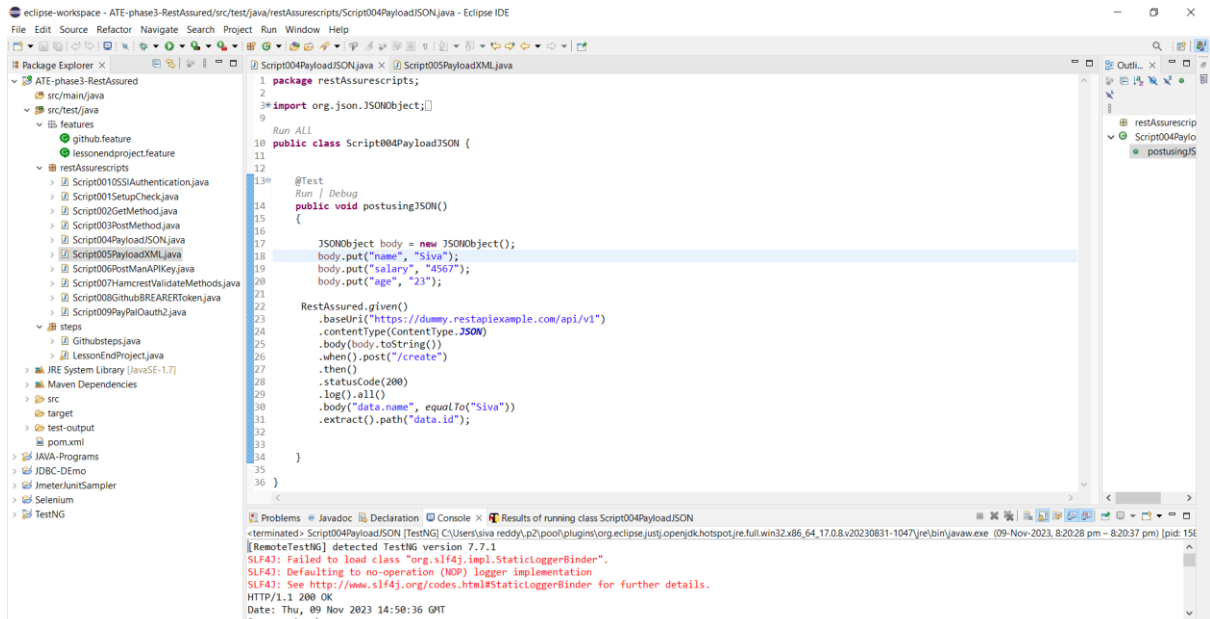 eclipse-workspace - ATE-phase3-RestAssured/src/test/java/restAssurescripts/Script004PayloadJSON.java - Eclipse IDE
File Edit Source Refactor Navigate Search Project Run Window Help
Package Explorer
ATE-phase3-RestAssured
src/main/java
src/test/java
features
github.feature
lessonendproject.feature
restAssurescripts
Script0010SSIAuthentication.java
Script001SetupCheck.java
Script002GetMethod.java
Script003PostMethod.java
Script004PayloadJSON.java
Script005PayloadXML.java
Script006PostManAPIKey.java
Script007HamcrestValidateMethods.java
Script008GithubBREARERToken.java
Script009PayPalOauth2.java
steps
Githubsteps.java
LessonEndProject.java
JRE System Library [JavaSE-1.7]
Maven Dependencies
src
target
test-output
pom.xml
JAVA-Programs
JDBC-DEmo
JmeterJunitSampler
Selenium
TestNG
Script004PayloadJSON.java Script005PayloadXML.java
1 package restAssurescripts;
2
3 import org.json.JSONObject;
9
Run All
10 public class Script004PayloadJSON {
11
12
13 @Test
Run | Debug
14 public void postusingJSON()
15 {
16
17 JSONObject body = new JSONObject();
18 body.put("name", "Siva");
19 body.put("salary", "4567");
20 body.put("age", "23");
21
22 RestAssured.given()
23 .baseUri("https://dummy.restapiexample.com/api/v1")
24 .contentType(ContentType.JSON)
25 .body(body.toString())
26 .when().post("/create")
27 .then()
28 .statusCode(200)
29 .log().all()
30 .body("data.name", equalTo("Siva"))
31 .extract().path("data.id");
32
33
34 }
35
36 }
Outli...
restAssurescrip
Script004Paylo
postusingJS
Problems Javadoc Declaration Console Results of running class Script004PayloadJSON
<terminated> Script004PayloadJSON [TestNG] C:\Users\siva reddy\.p2\pool\plugins\org.eclipse.justj.openjdk.hotspot.jre.full.win32.x86_64_17.0.8.v20230831-1047\jre\bin\javaw.exe (09-Nov-2023, 8:20:28 pm – 8:20:37 pm) [pid: 158
[RemoteTestNG] detected TestNG version 7.7.1
SLF4J: Failed to load class "org.slf4j.impl.StaticLoggerBinder".
SLF4J: Defaulting to no-operation (NOP) logger implementation
SLF4J: See http://www.slf4j.org/codes.html#StaticLoggerBinder for further details.
HTTP/1.1 200 OK
Date: Thu, 09 Nov 2023 14:50:36 GMT